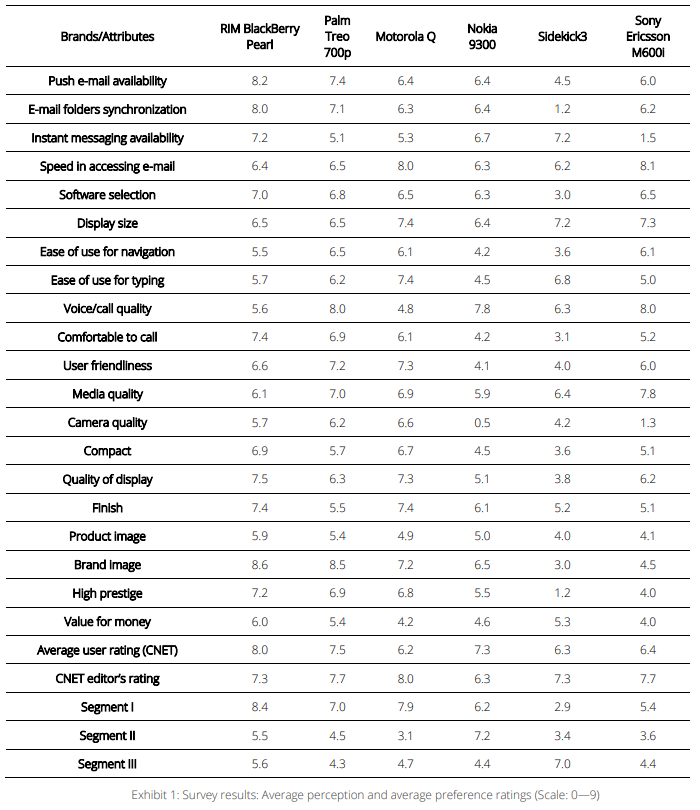 Brands/Attributes RIM BlackBerry Pearl Palm Treo 700p Motorola Q Nokia 9300 Sidekick3 Sony Ericsson M600i
Push e-mail availability 8.2 7.4 6.4 6.4 4.5 6.0
E-mail folders synchronization 8.0 7.1 6.3 6.4 1.2 6.2
Instant messaging availability 7.2 5.1 5.3 6.7 7.2 1.5
Speed in accessing e-mail 6.4 6.5 8.0 6.3 6.2 8.1
Software selection 7.0 6.8 6.5 6.3 3.0 6.5
Display size 6.5 6.5 7.4 6.4 7.2 7.3
Ease of use for navigation 5.5 6.5 6.1 4.2 3.6 6.1
Ease of use for typing 5.7 6.2 7.4 4.5 6.8 5.0
Voice/call quality 5.6 8.0 4.8 7.8 6.3 8.0
Comfortable to call 7.4 6.9 6.1 4.2 3.1 5.2
User friendliness 6.6 7.2 7.3 4.1 4.0 6.0
Media quality 6.1 7.0 6.9 5.9 6.4 7.8
Camera quality 5.7 6.2 6.6 0.5 4.2 1.3
Compact 6.9 5.7 6.7 4.5 3.6 5.1
Quality of display 7.5 6.3 7.3 5.1 3.8 6.2
Finish 7.4 5.5 7.4 6.1 5.2 5.1
Product image 5.9 5.4 4.9 5.0 4.0 4.1
Brand image 8.6 8.5 7.2 6.5 3.0 4.5
High prestige 7.2 6.9 6.8 5.5 1.2 4.0
Value for money 6.0 5.4 4.2 4.6 5.3 4.0
Average user rating (CNET) 8.0 7.5 6.2 7.3 6.3 6.4
CNET editor's rating 7.3 7.7 8.0 6.3 7.3 7.7
Segment I 8.4 7.0 7.9 6.2 2.9 5.4
Segment II 5.5 4.5 3.1 7.2 3.4 3.6
Segment III 5.6 4.3 4.7 4.4 7.0 4.4
Exhibit 1: Survey results: Average perception and average preference ratings (Scale: 0—9)